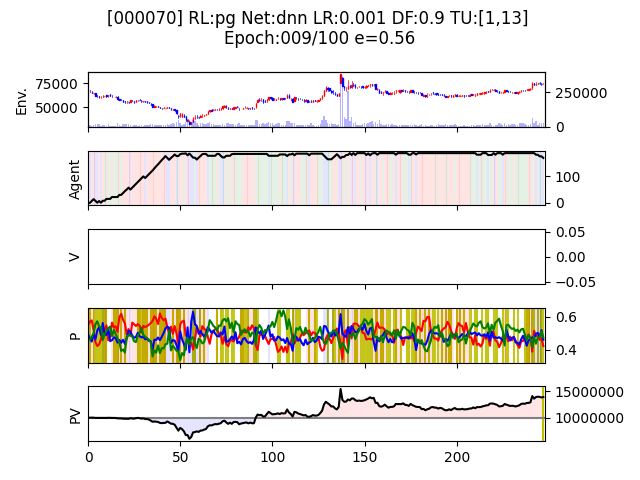 [000070] RL:pg Net:dnn LR:0.001 DF:0.9 TU:[1,13]
Epoch:009/100 e=0.56
Env.
75000
50000
250000
0
Agent
100
0
V
0.05
0.00
−0.05
P
0.6
0.4
PV
15000000
10000000
0 50 100 150 200